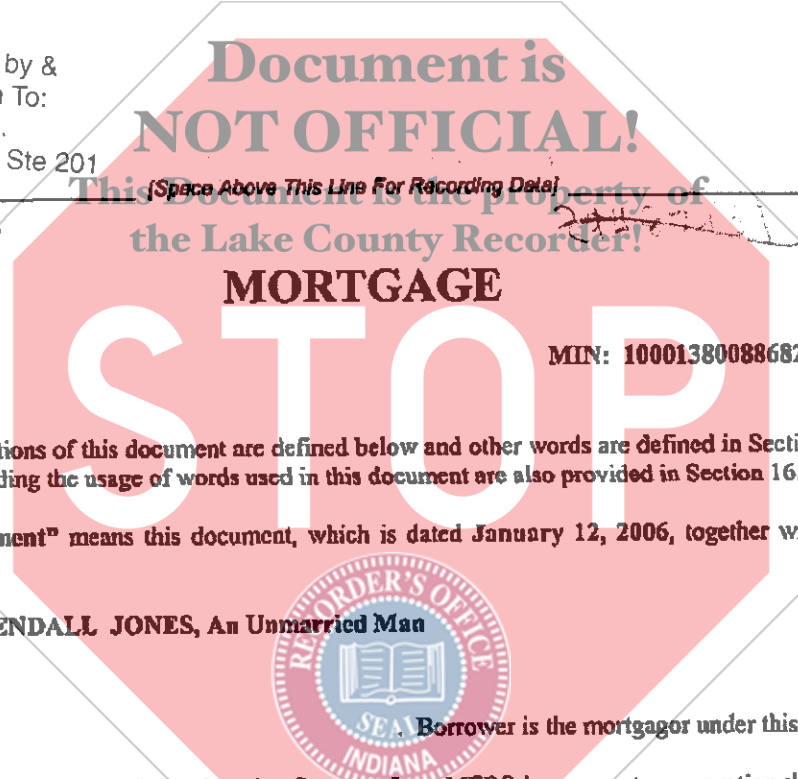 by &
To:
.
Ste 201
Document is
NOT OFFICIAL!
[Space Above This Line For Recording Data]
This Document is the property of
the Lake County Recorder!
MORTGAGE
STOP
MIN: 10001380088682
tions of this document are defined below and other words are defined in Secti
ding the usage of words used in this document are also provided in Section 16.
ment" means this document, which is dated January 12, 2006, together w
ENDALL JONES, An Unmarried Man
RECORDER'S OFFICE
SEAL
INDIANA
. Borrower is the mortgagor under this